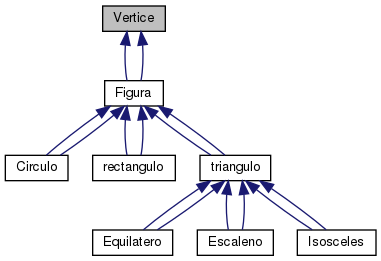 Vertice
Figura
Circulo
rectangulo
triangulo
Equilatero
Escaleno
Isosceles